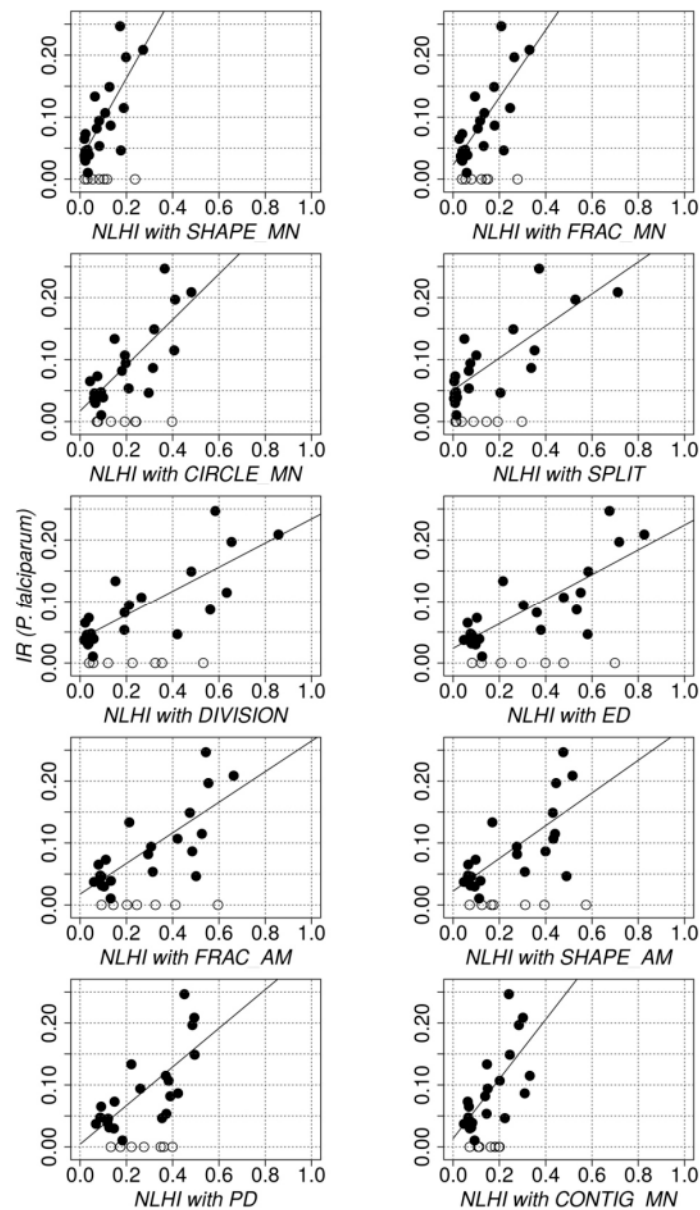 0.00 0.10 0.20
0.0 0.2 0.4 0.6 0.8 1.0
NLHI with SHAPE_MN
0.00 0.10 0.20
0.0 0.2 0.4 0.6 0.8 1.0
NLHI with FRAC_MN
0.00 0.10 0.20
0.0 0.2 0.4 0.6 0.8 1.0
NLHI with CIRCLE_MN
0.00 0.10 0.20
0.0 0.2 0.4 0.6 0.8 1.0
NLHI with SPLIT
IR (P. falciparum)
0.00 0.10 0.20
0.0 0.2 0.4 0.6 0.8 1.0
NLHI with DIVISION
0.00 0.10 0.20
0.0 0.2 0.4 0.6 0.8 1.0
NLHI with ED
0.00 0.10 0.20
0.0 0.2 0.4 0.6 0.8 1.0
NLHI with FRAC_AM
0.00 0.10 0.20
0.0 0.2 0.4 0.6 0.8 1.0
NLHI with SHAPE_AM
0.00 0.10 0.20
0.0 0.2 0.4 0.6 0.8 1.0
NLHI with PD
0.00 0.10 0.20
0.0 0.2 0.4 0.6 0.8 1.0
NLHI with CONTIG_MN